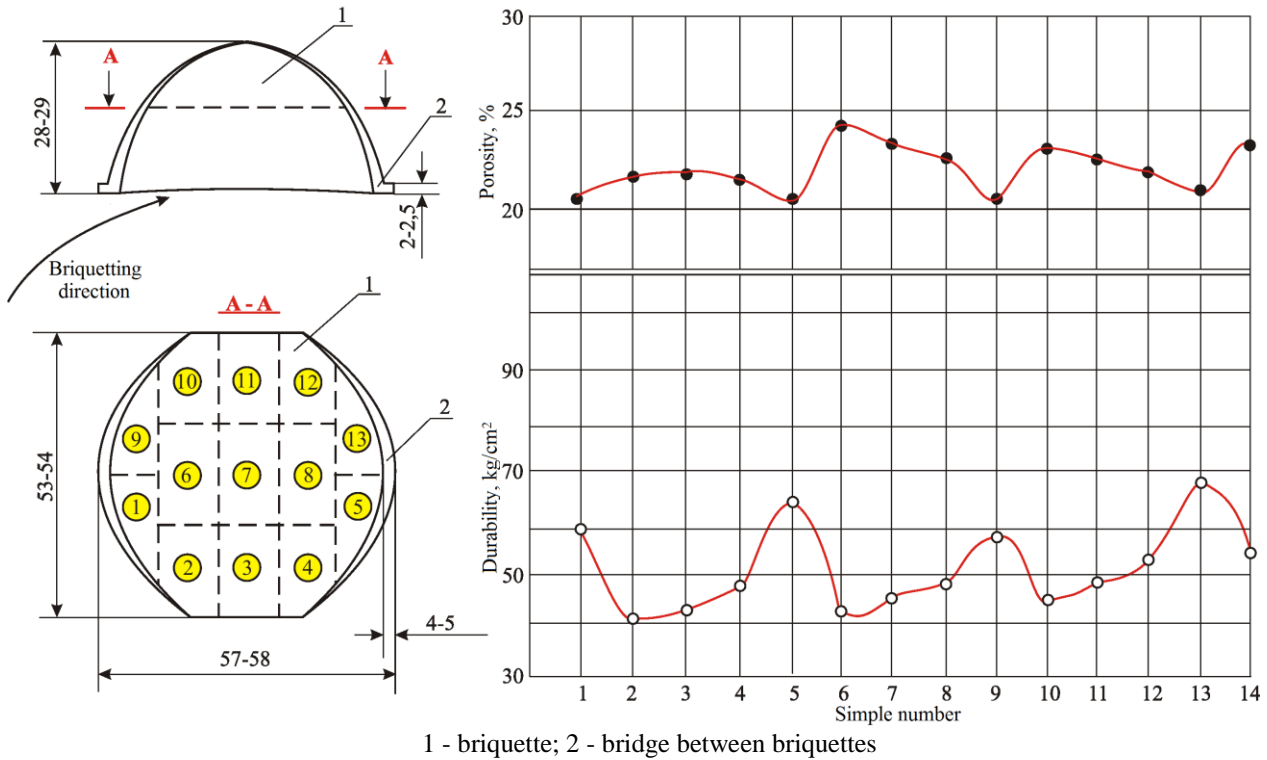 1
A
A
28-29
2
2-2,5
Briquetting
direction
A - A
1
10
11
12
2
9
13
6
7
8
53-54
1
5
2
3
4
4-5
57-58
30
25
20
Porosity, %
90
70
50
30
Durability, kg/cm²
1 2 3 4 5 6 7 8 9 10 11 12 13 14
Simple number
1 - briquette; 2 - bridge between briquettes